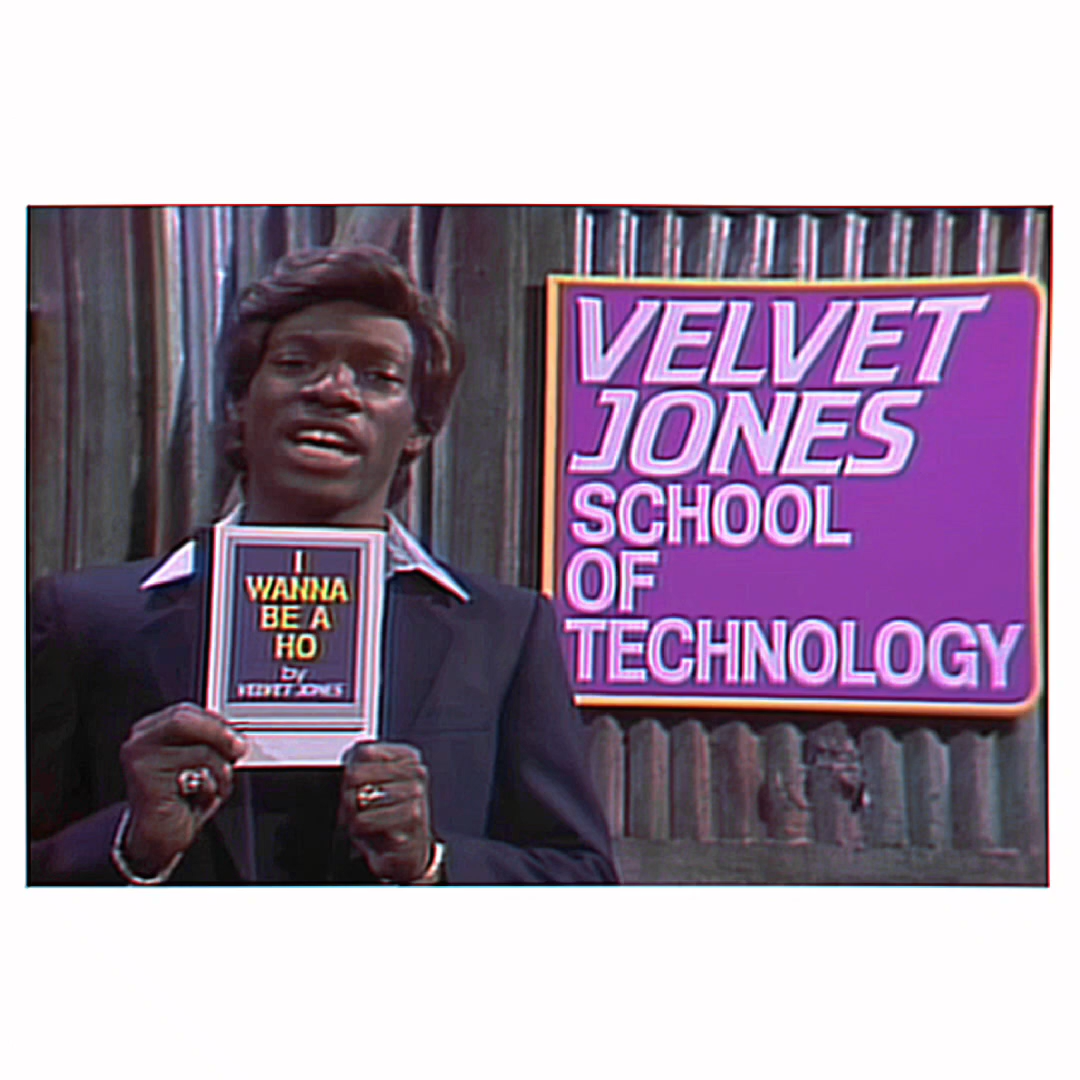 VELVET
JONES
SCHOOL
OF
TECHNOLOGY
I
WANNA
BE A
HO
by
VELVET JONES